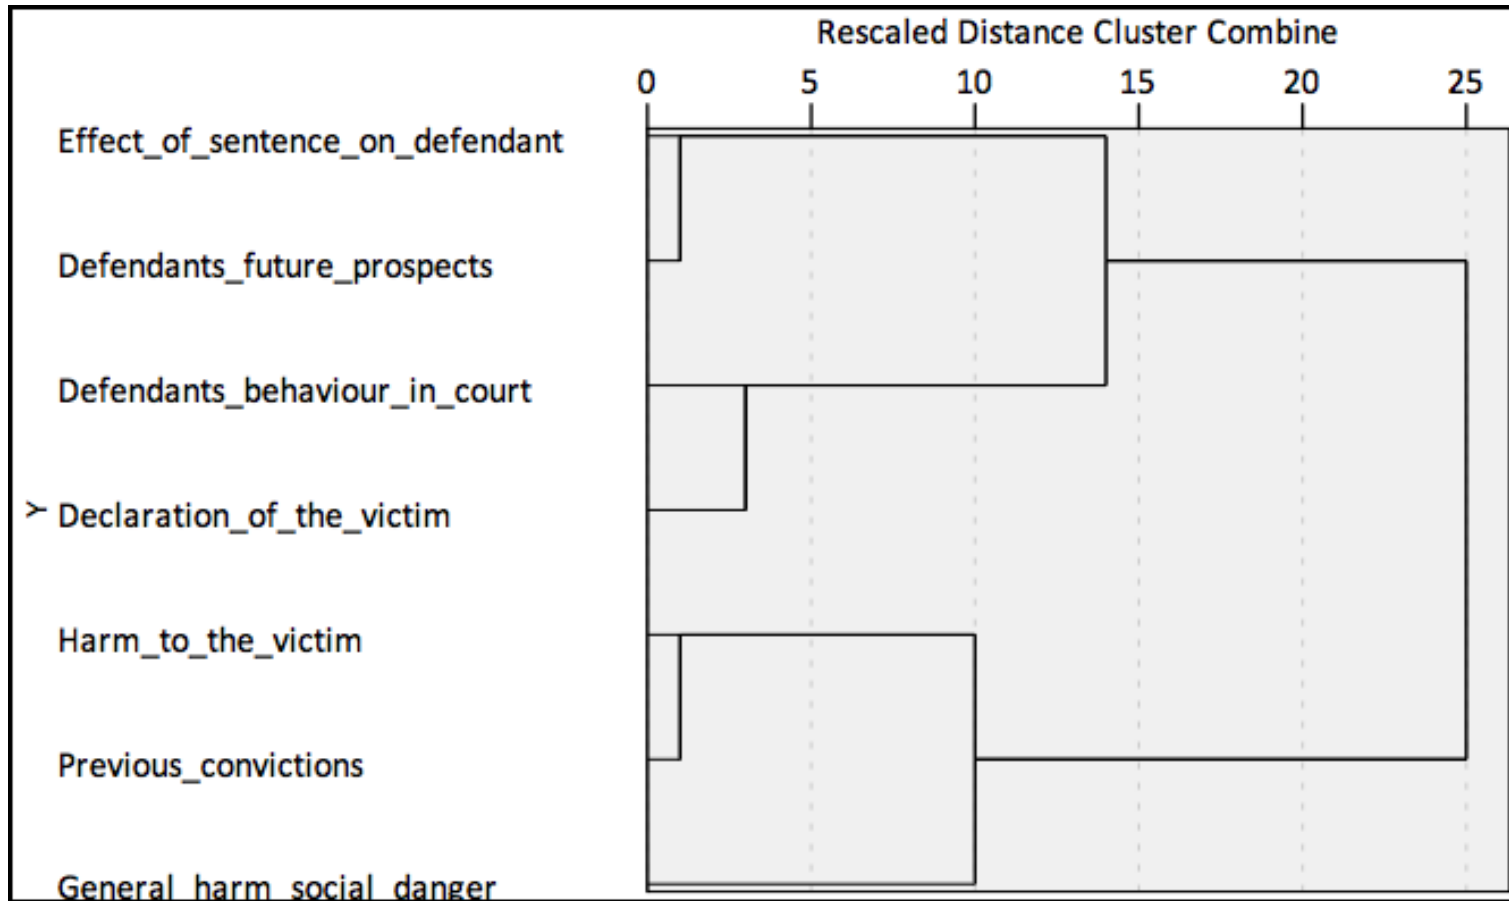 Rescaled Distance Cluster Combine
0 5 10 15 20 25
Effect_of_sentence_on_defendant
Defendants_future_prospects
Defendants_behaviour_in_court
Y
Declaration_of_the_victim
Harm_to_the_victim
Previous_convictions
General_harm_social_danger